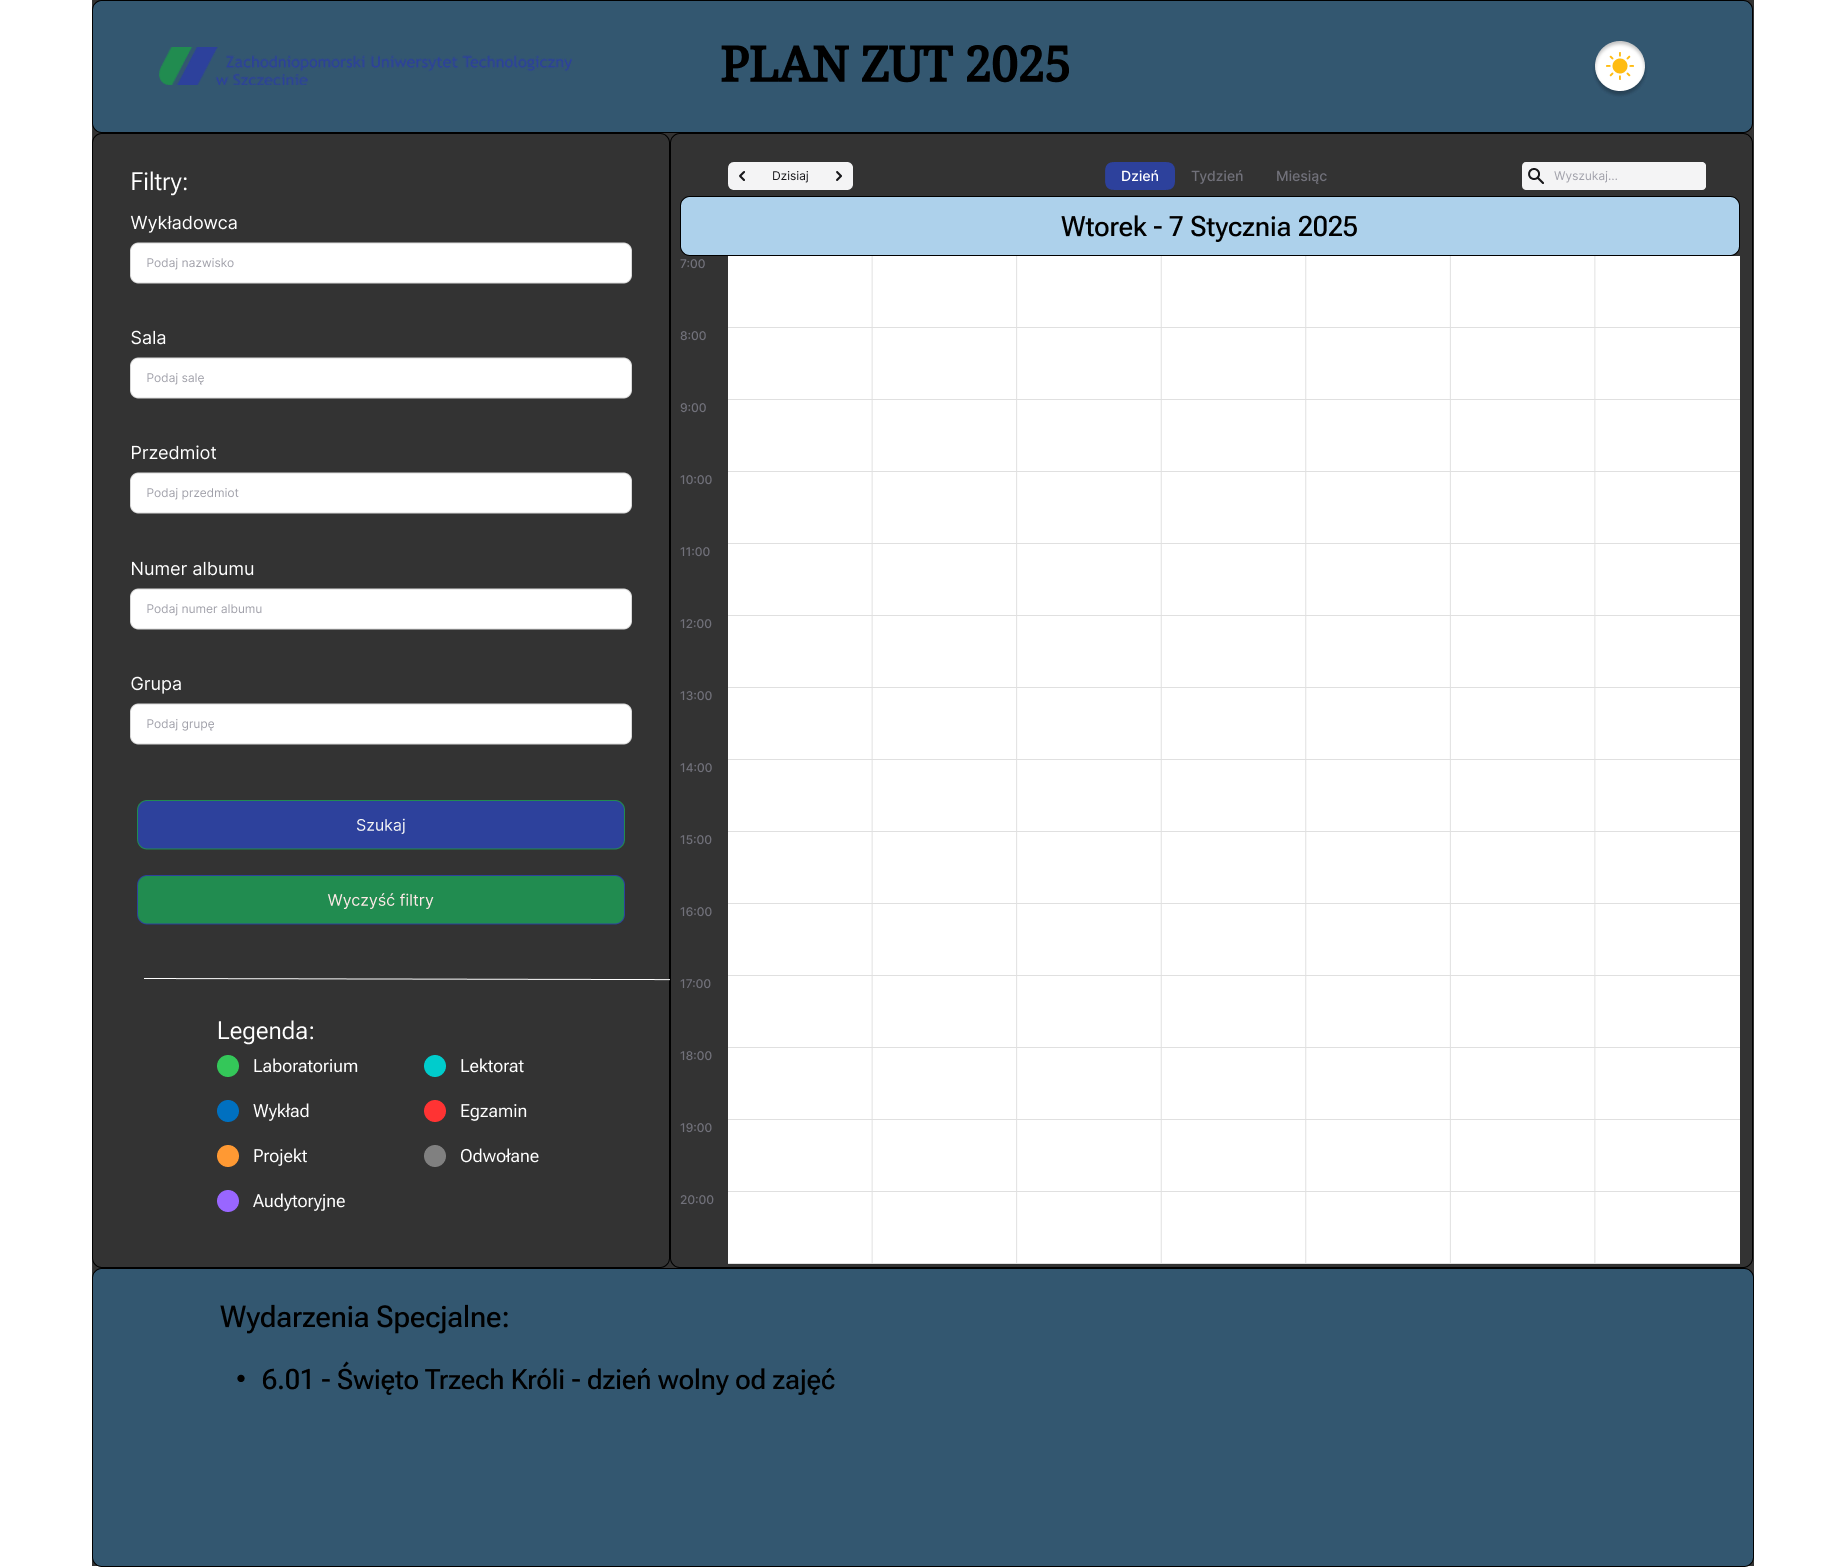 Zachodniopomorski Uniwersytet Technologiczny
w Szczecinie
PLAN ZUT 2025
Filtry:
Wykładowca
Podaj nazwisko
Sala
Podaj salę
Przedmiot
Podaj przedmiot
Numer albumu
Podaj numer albumu
Grupa
Podaj grupę
Szukaj
Wyczyść filtry
Legenda:
Laboratorium
Lektorat
Wykład
Egzamin
Projekt
Odwołane
Audytoryjne
Dzisiaj
Dzień
Tydzień
Miesiąc
Wyszukaj...
Wtorek - 7 Stycznia 2025
7:00
8:00
9:00
10:00
11:00
12:00
13:00
14:00
15:00
16:00
17:00
18:00
19:00
20:00
Wydarzenia Specjalne:
• 6.01 - Święto Trzech Króli - dzień wolny od zajęć